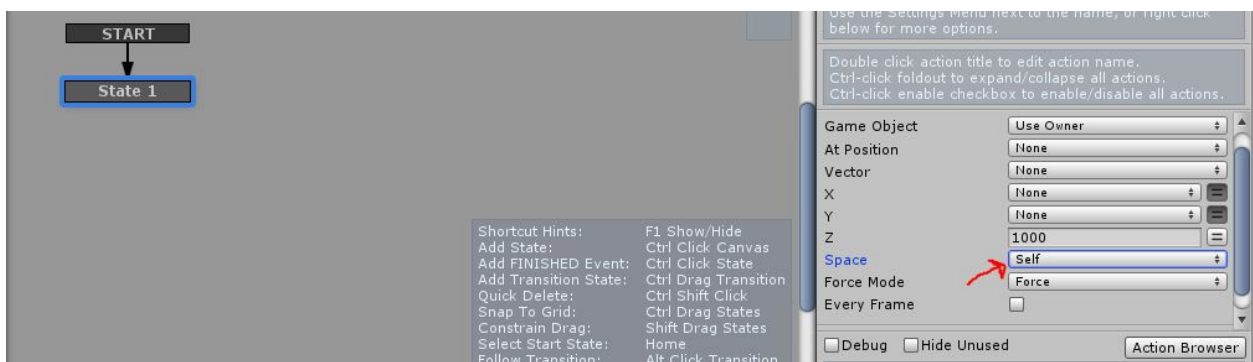 START
State 1
Shortcut Hints: F1 Show/Hide
Add State: Ctrl Click Canvas
Add FINISHED Event: Ctrl Click State
Add Transition State: Ctrl Drag Transition
Quick Delete: Ctrl Shift Click
Snap To Grid: Ctrl Drag States
Constrain Drag: Shift Drag States
Select Start State: Home
Follow Transition: Alt Click Transition
Use the Settings Menu next to the name, or right click
below for more options.
Double click action title to edit action name.
Ctrl-click foldout to expand/collapse all actions.
Ctrl-click enable checkbox to enable/disable all actions.
Game Object Use Owner
At Position None
Vector None
X None
Y None
Z 1000
Space Self
Force Mode Force
Every Frame
Debug Hide Unused Action Browser